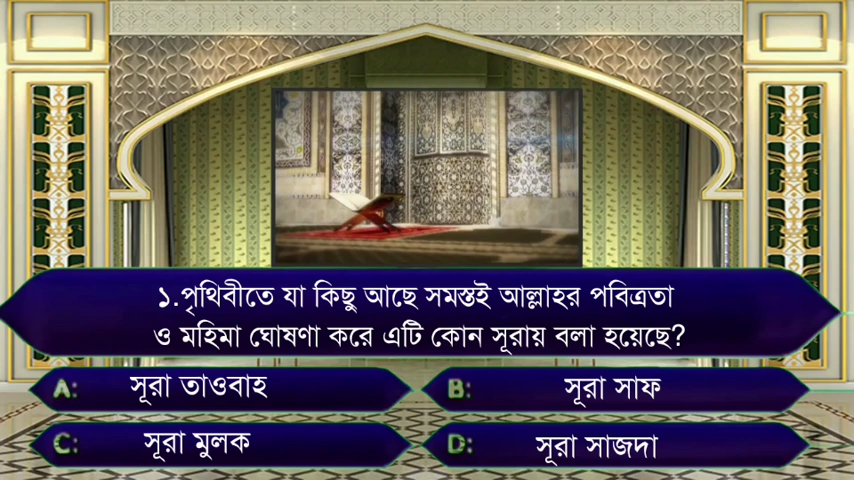 ১.পৃথিবীতে যা কিছু আছে সমস্তই আল্লাহর পবিত্রতা
ও মহিমা ঘোষণা করে এটি কোন সূরায় বলা হয়েছে?
A: সূরা তাওবাহ
B: সূরা সাফ
C: সূরা মুলক
D: সূরা সাজদা